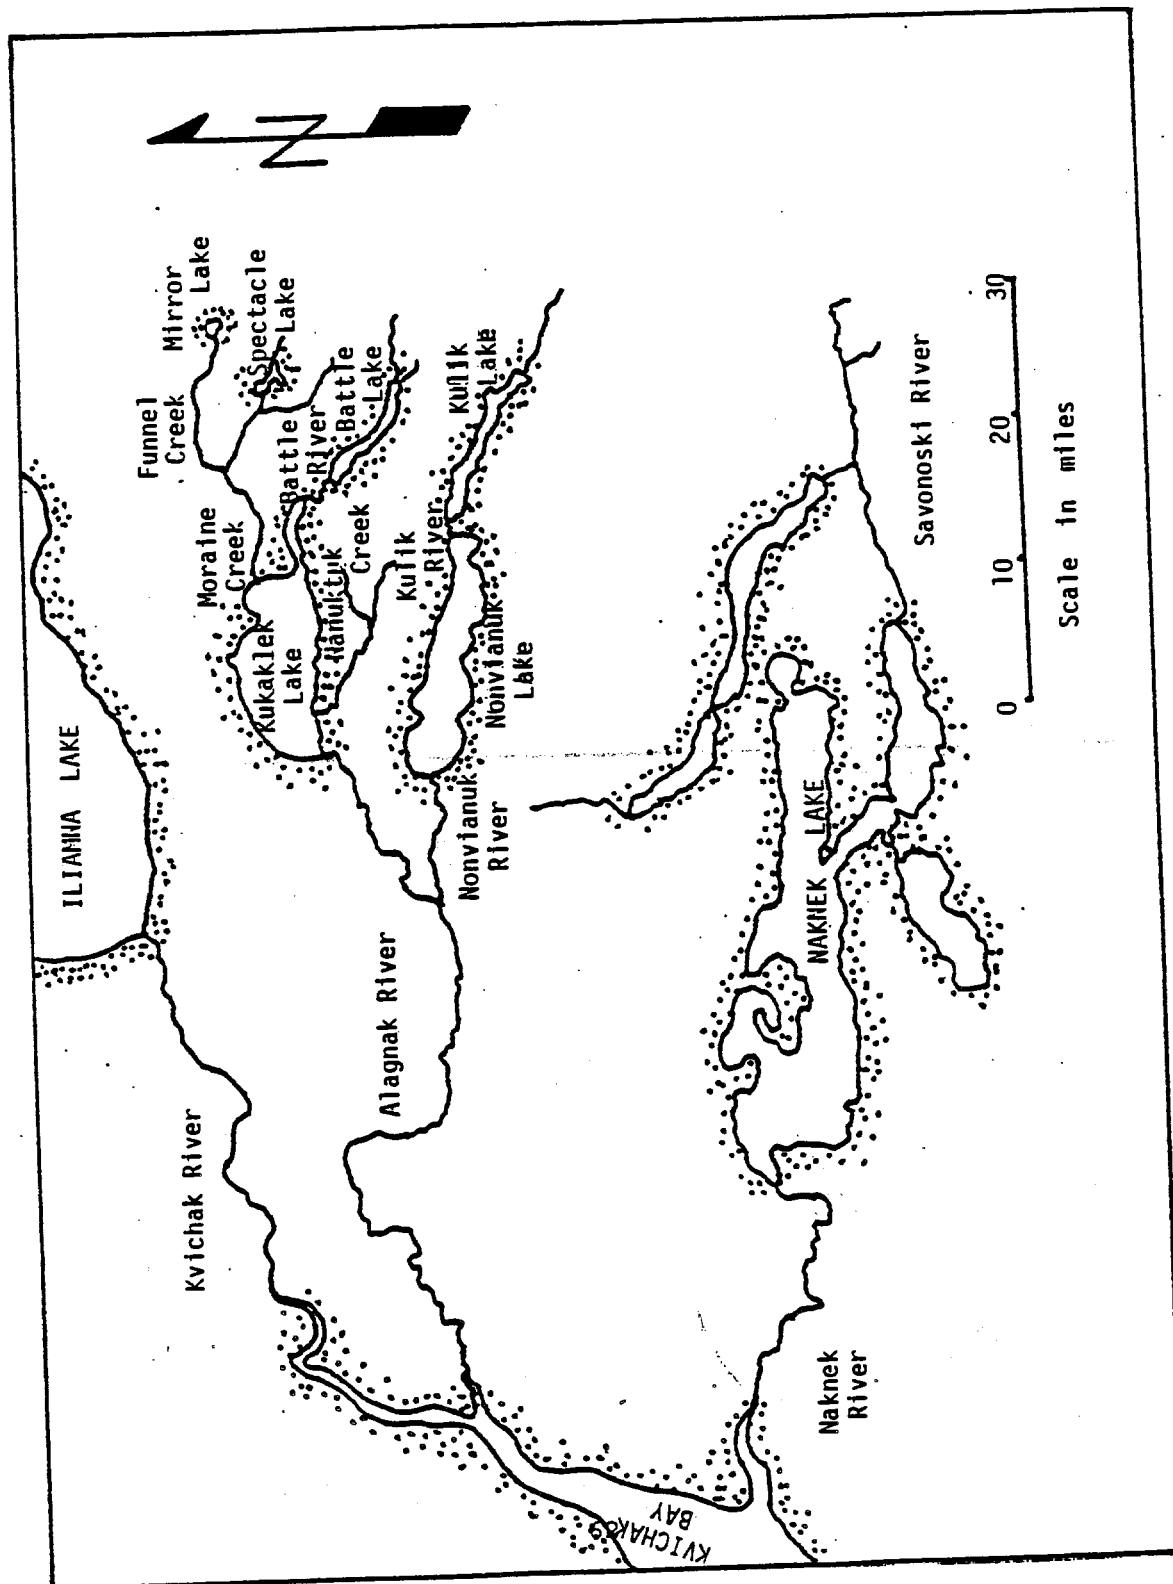 N
ILIAMNA LAKE
Kvichak River
Alagnak River
Funnel
Creek
Mirror
Lake
Spectacle
Lake
Moraine
Creek
Battle
River
Battle
Lake
Kukaklek
Lake
Nanuktuk
Creek
Kulik
River
Kulik
Lake
Nonvianuk
Lake
Nonvianuk
River
NAKNEK LAKE
Savonoski River
Naknek
River
KVICHAK
BAY
69
0 10 20 30
Scale in miles